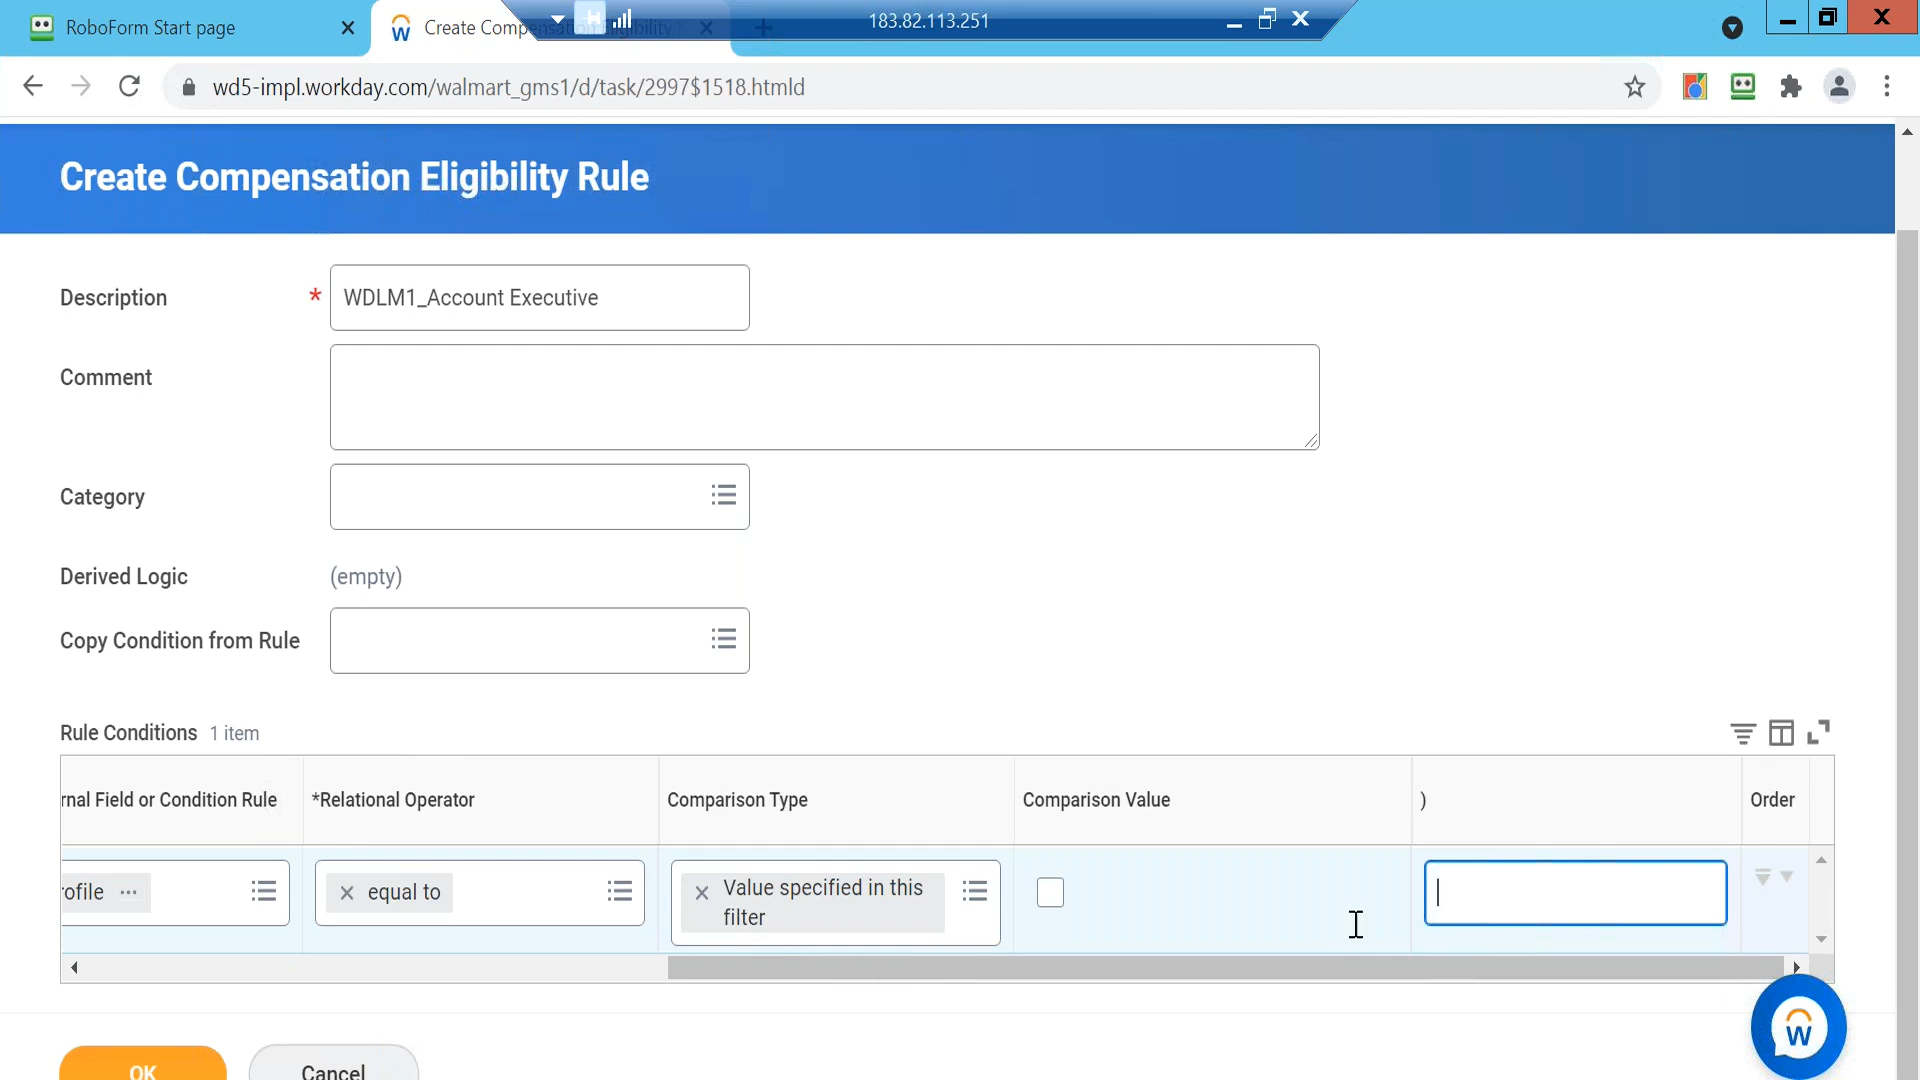 RoboForm Start page
Create Compensation Eligibility
183.82.113.251
wd5-impl.workday.com/walmart_gms1/d/task/2997$1518.htmld
Create Compensation Eligibility Rule
Description * WDLM1_Account Executive
Comment
Category
Derived Logic (empty)
Copy Condition from Rule
Rule Conditions 1 item
rnal Field or Condition Rule *Relational Operator Comparison Type Comparison Value ) Order
ofile ... equal to Value specified in this
filter
OK Cancel